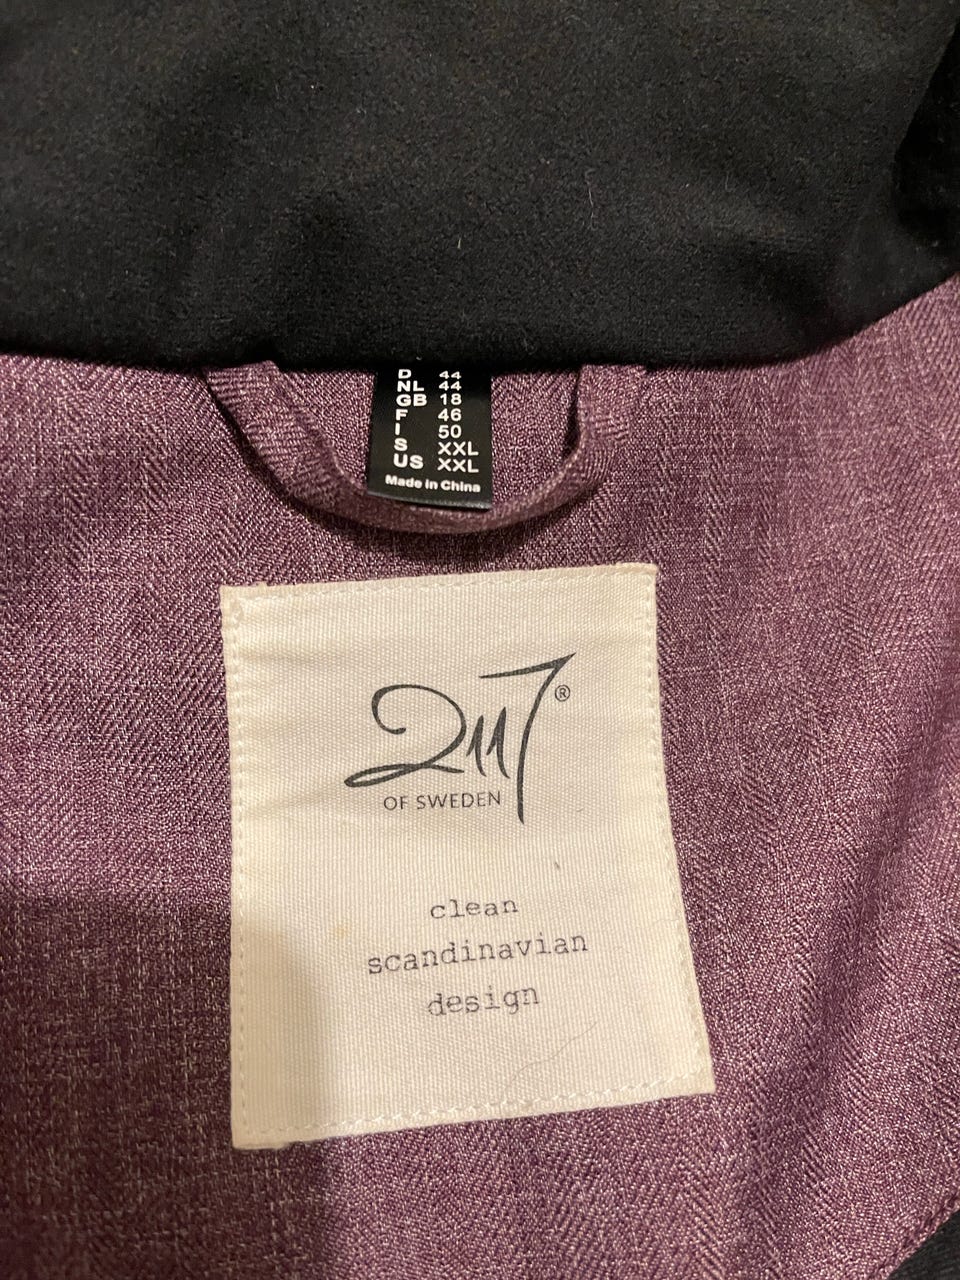 D 44
NL 44
GB 18
F 46
I 50
S XXL
US XXL
Made in China
2117®
OF SWEDEN
clean
scandinavian
design